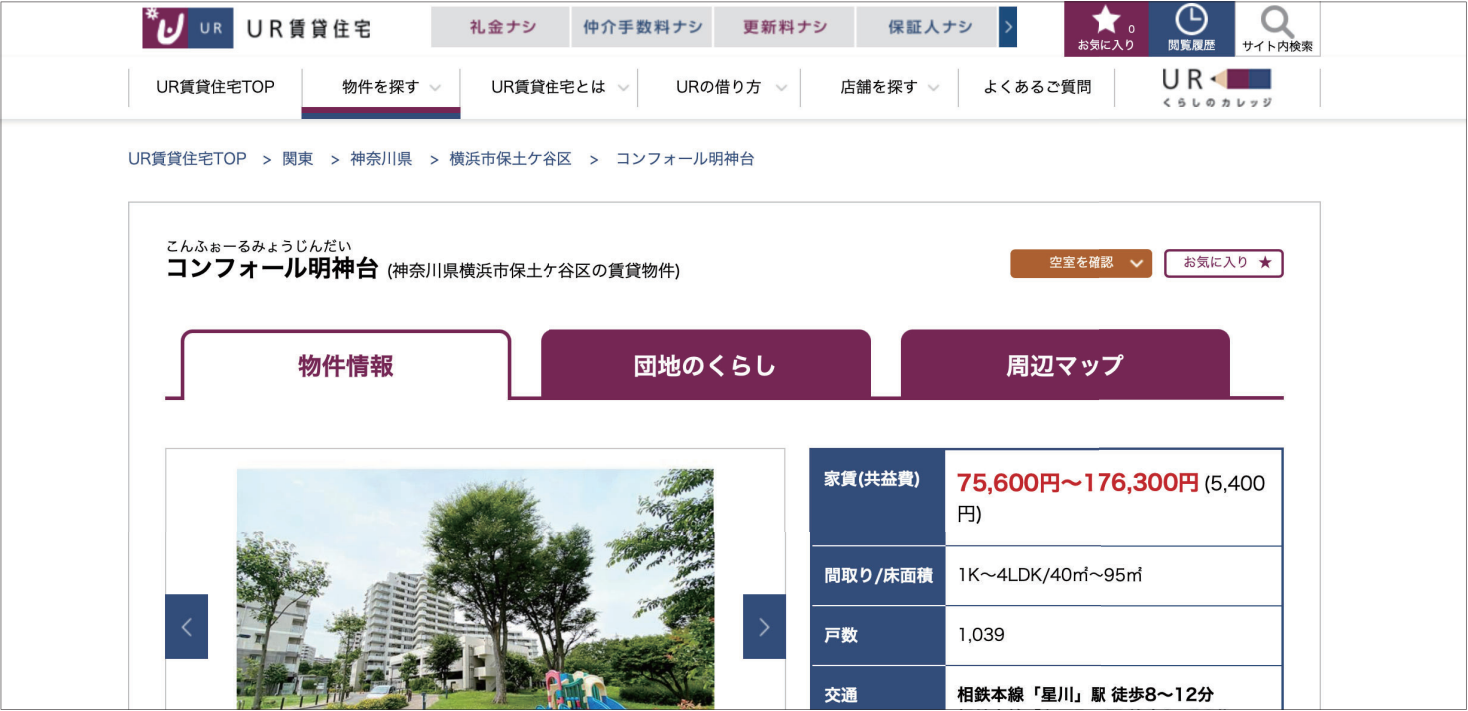 UR UR賃貸住宅 礼金ナシ 仲介手数料ナシ 更新料ナシ 保証人ナシ 0
お気に入り 閲覧履歴 サイト内検索
UR賃貸住宅TOP 物件を探す UR賃貸住宅とは URの借り方 店舗を探す よくあるご質問 UR
くらしのカレッジ
UR賃貸住宅TOP > 関東 > 神奈川県 > 横浜市保土ケ谷区 > コンフォール明神台
こんふぉーるみょうじんだい
コンフォール明神台 (神奈川県横浜市保土ケ谷区の賃貸物件)
空室を確認 お気に入り ★
物件情報 団地のくらし 周辺マップ
家賃(共益費) 75,600円〜176,300円 (5,400
円)
間取り/床面積 1K〜4LDK/40㎡〜95㎡
戸数 1,039
交通 相鉄本線「星川」駅 徒歩8〜12分